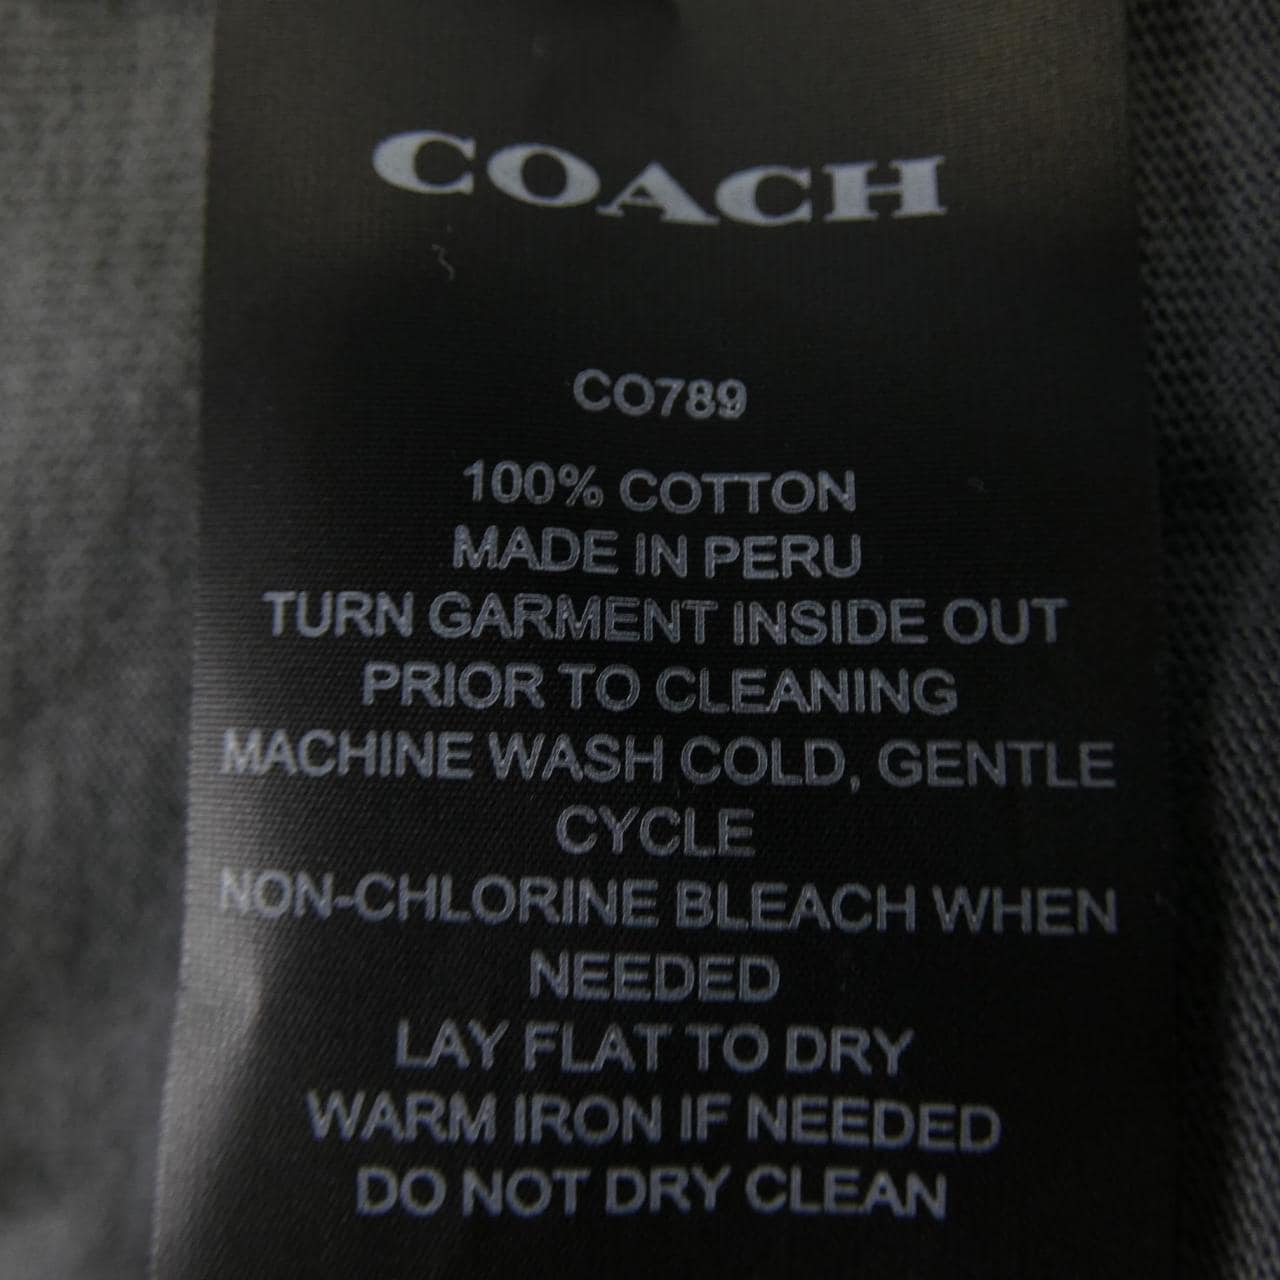 COACH
CO789
100% COTTON
MADE IN PERU
TURN GARMENT INSIDE OUT
PRIOR TO CLEANING
MACHINE WASH COLD, GENTLE
CYCLE
NON-CHLORINE BLEACH WHEN
NEEDED
LAY FLAT TO DRY
WARM IRON IF NEEDED
DO NOT DRY CLEAN